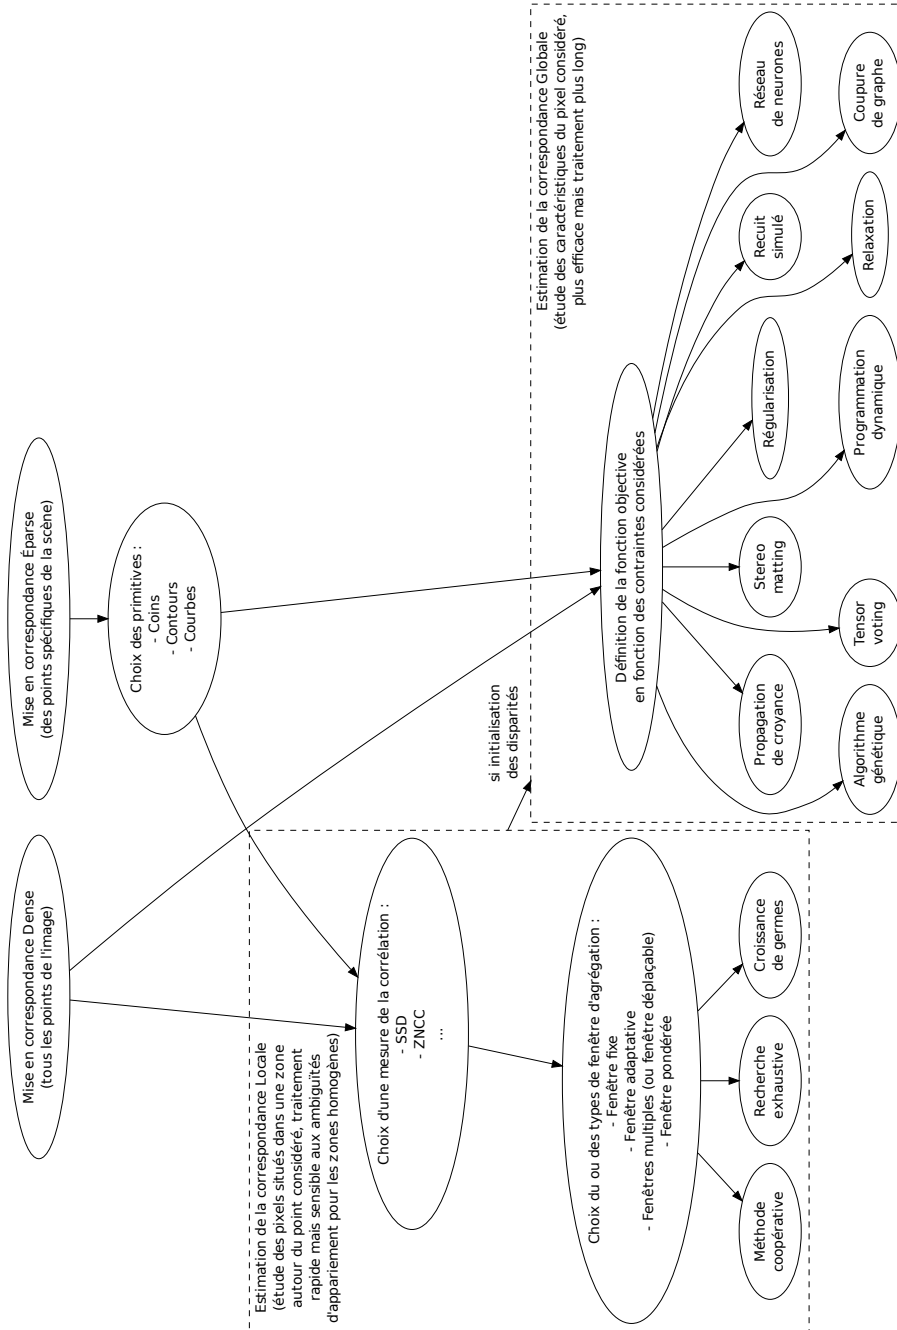 Mise en correspondance Dense
(tous les points de l'image)
Mise en correspondance Éparse
(des points spécifiques de la scène)
Choix des primitives :
- Coins
- Contours
- Courbes
Estimation de la correspondance Locale
(étude des pixels situés dans une zone
autour du point considéré, traitement
rapide mais sensible aux ambiguïtés
d'appariement pour les zones homogènes)
Choix d'une mesure de la corrélation :
- SSD
- ZNCC
...
Choix du ou des types de fenêtre d'agrégation :
- Fenêtre fixe
- Fenêtre adaptative
- Fenêtres multiples (ou fenêtre déplaçable)
- Fenêtre pondérée
Méthode
coopérative
Recherche
exhaustive
Croissance
de germes
si initialisation
des disparités
Estimation de la correspondance Globale
(étude des caractéristiques du pixel considéré,
plus efficace mais traitement plus long)
Définition de la fonction objective
en fonction des contraintes considérées
Propagation
de croyance
Stereo
matting
Régularisation
Recuit
simulé
Réseau
de neurones
Algorithme
génétique
Tensor
voting
Programmation
dynamique
Relaxation
Coupure
de graphe